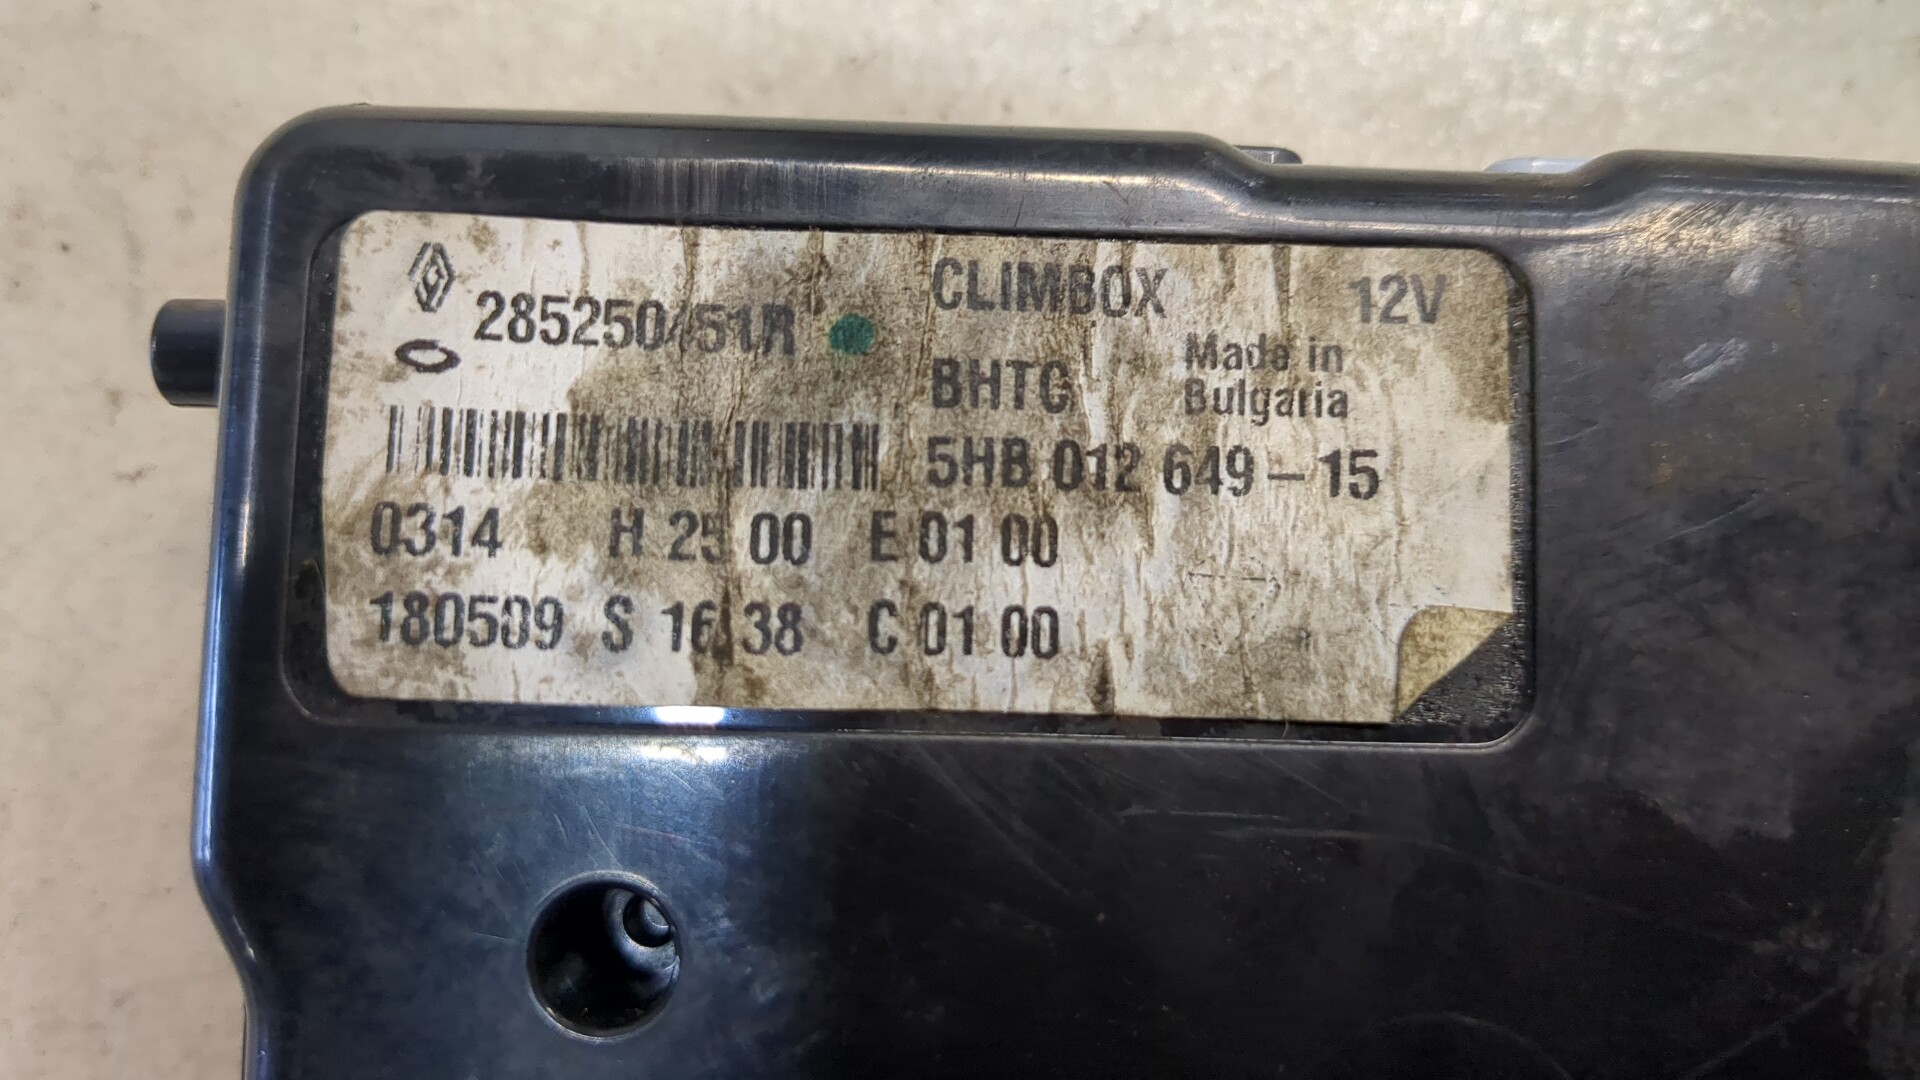 285250451R
CLIMBOX 12V
BHTC
Made in
Bulgaria
5HB 012 649-15
0314 H 25 00 E 01 00
180509 S 16 38 C 01 00